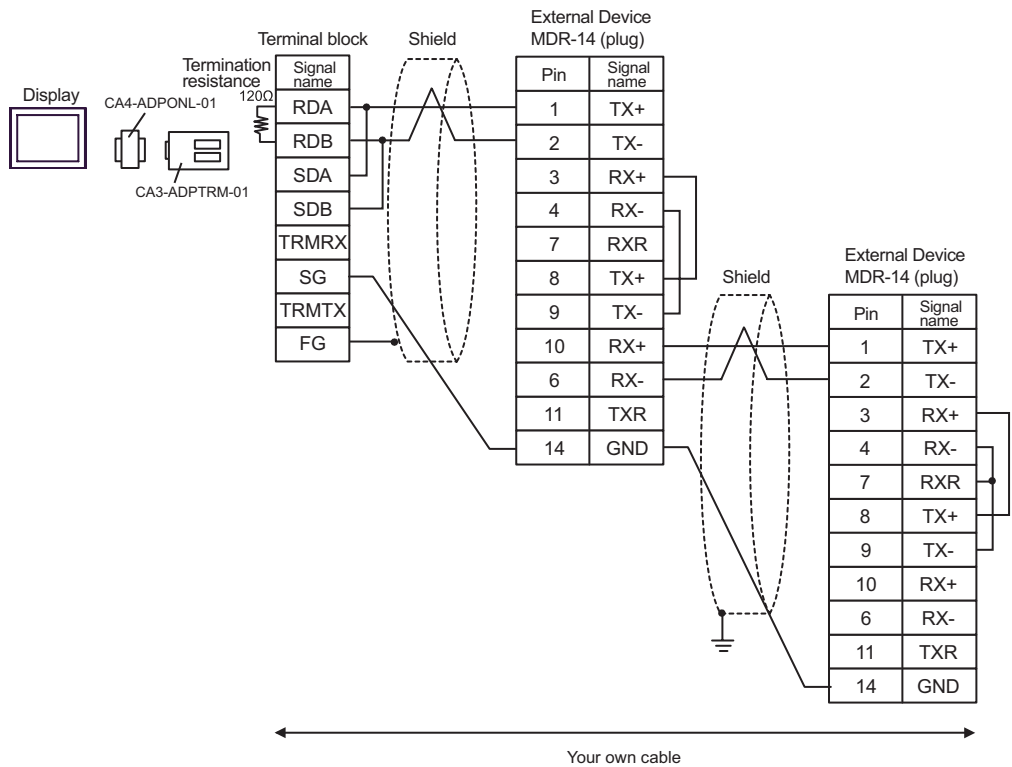 External Device
MDR-14 (plug)
Terminal block
Shield
Termination
resistance
120Ω
Display
CA4-ADPONL-01
CA3-ADPTRM-01
Signal
name
RDA
RDB
SDA
SDB
TRMRX
SG
TRMTX
FG
Pin Signal
name
1 TX+
2 TX-
3 RX+
4 RX-
7 RXR
8 TX+
9 TX-
10 RX+
6 RX-
11 TXR
14 GND
Shield
External Device
MDR-14 (plug)
Pin Signal
name
1 TX+
2 TX-
3 RX+
4 RX-
7 RXR
8 TX+
9 TX-
10 RX+
6 RX-
11 TXR
14 GND
Your own cable